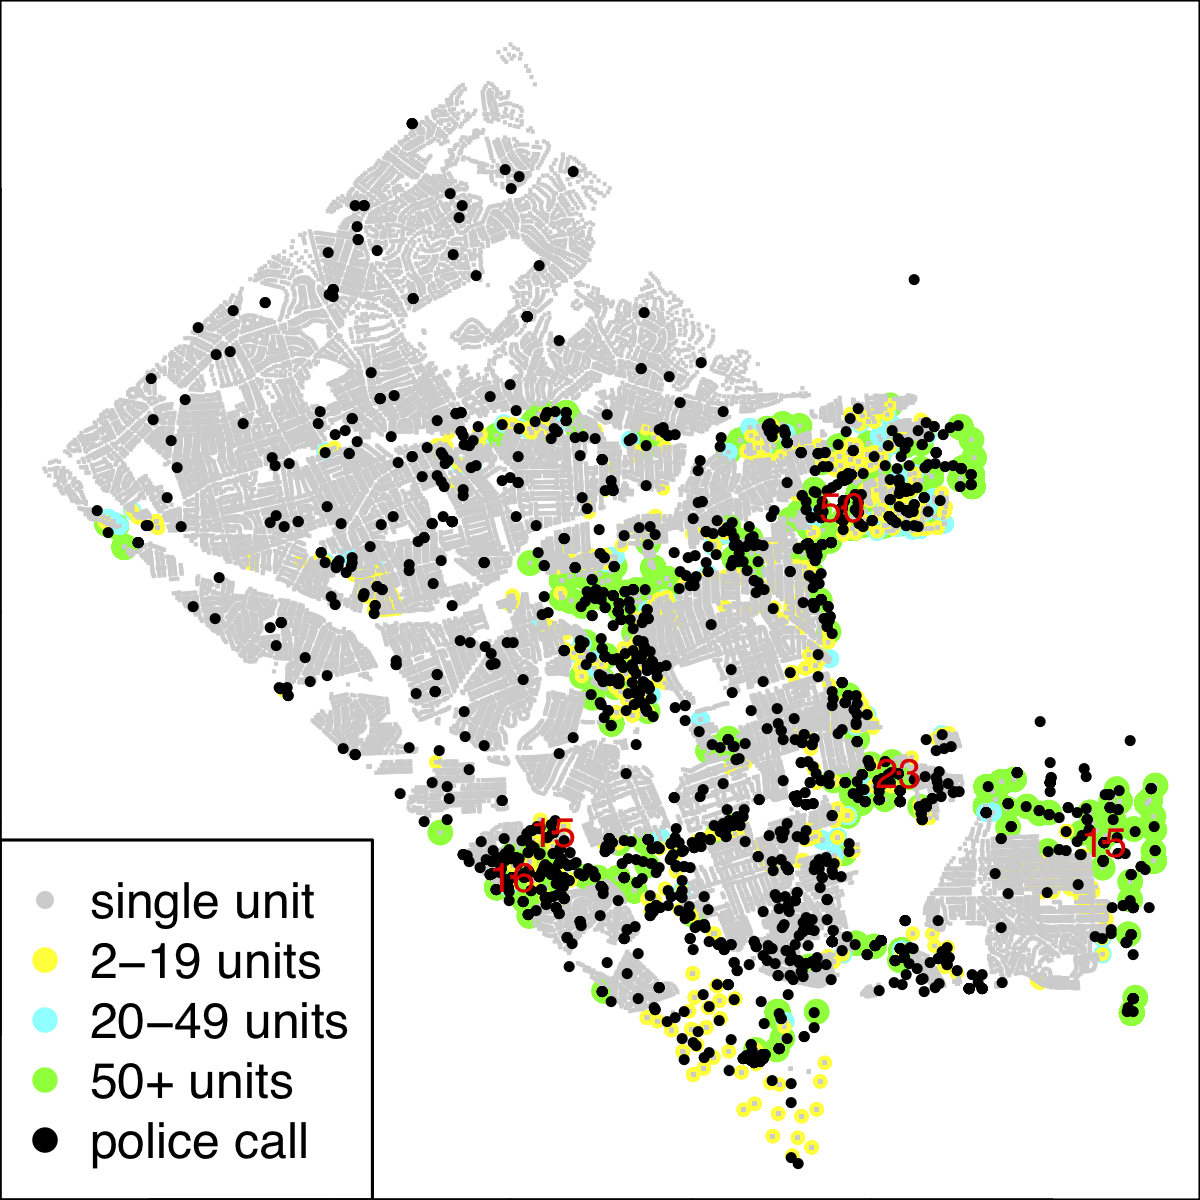 50
23
15
15
16
single unit
2−19 units
20−49 units
50+ units
police call